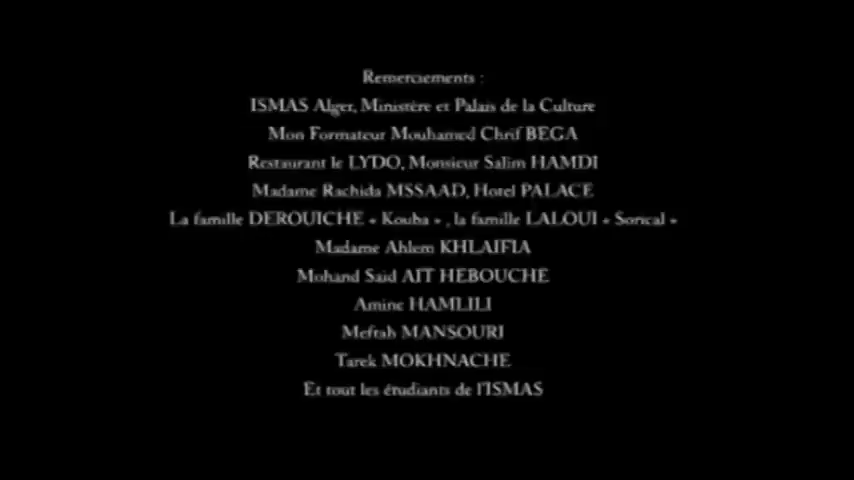 Remerciements :
ISMAS Alger, Ministère et Palais de la Culture
Mon Formateur Mouhamed Chrif BEGA
Restaurant le LYDO, Monsieur Salim HAMDI
Madame Rachida MSSAAD, Hotel PALACE
La famille DEROUICHE « Kouba » , la famille LALOUI « Sorical »
Madame Ahlem KHLAIFIA
Mohand Said AIT HEBOUCHE
Amine HAMLILI
Meftah MANSOURI
Tarek MOKHNACHE
Et tout les étudiants de l'ISMAS